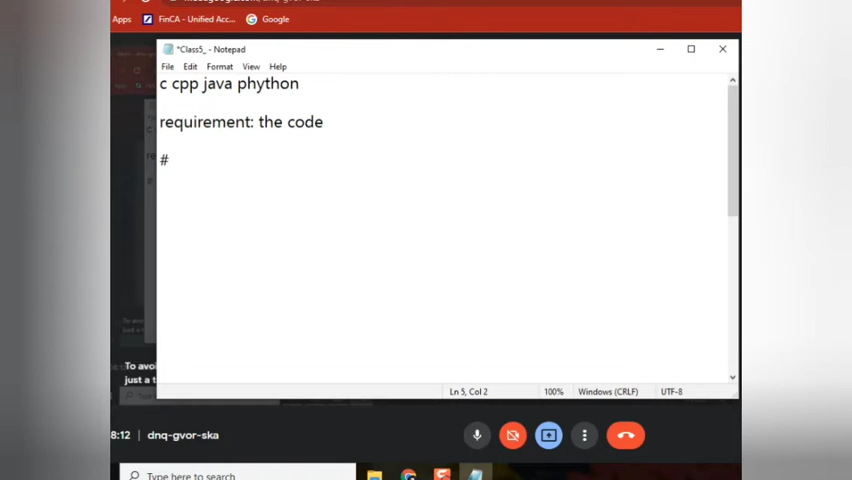 Apps FinCA - Unified Acc... Google
*Class5_ - Notepad
File Edit Format View Help
c cpp java phython
requirement: the code
#
To avoi
just a t
Ln 5, Col 2 100% Windows (CRLF) UTF-8
8:12 | dnq-gvor-ska
Type here to search